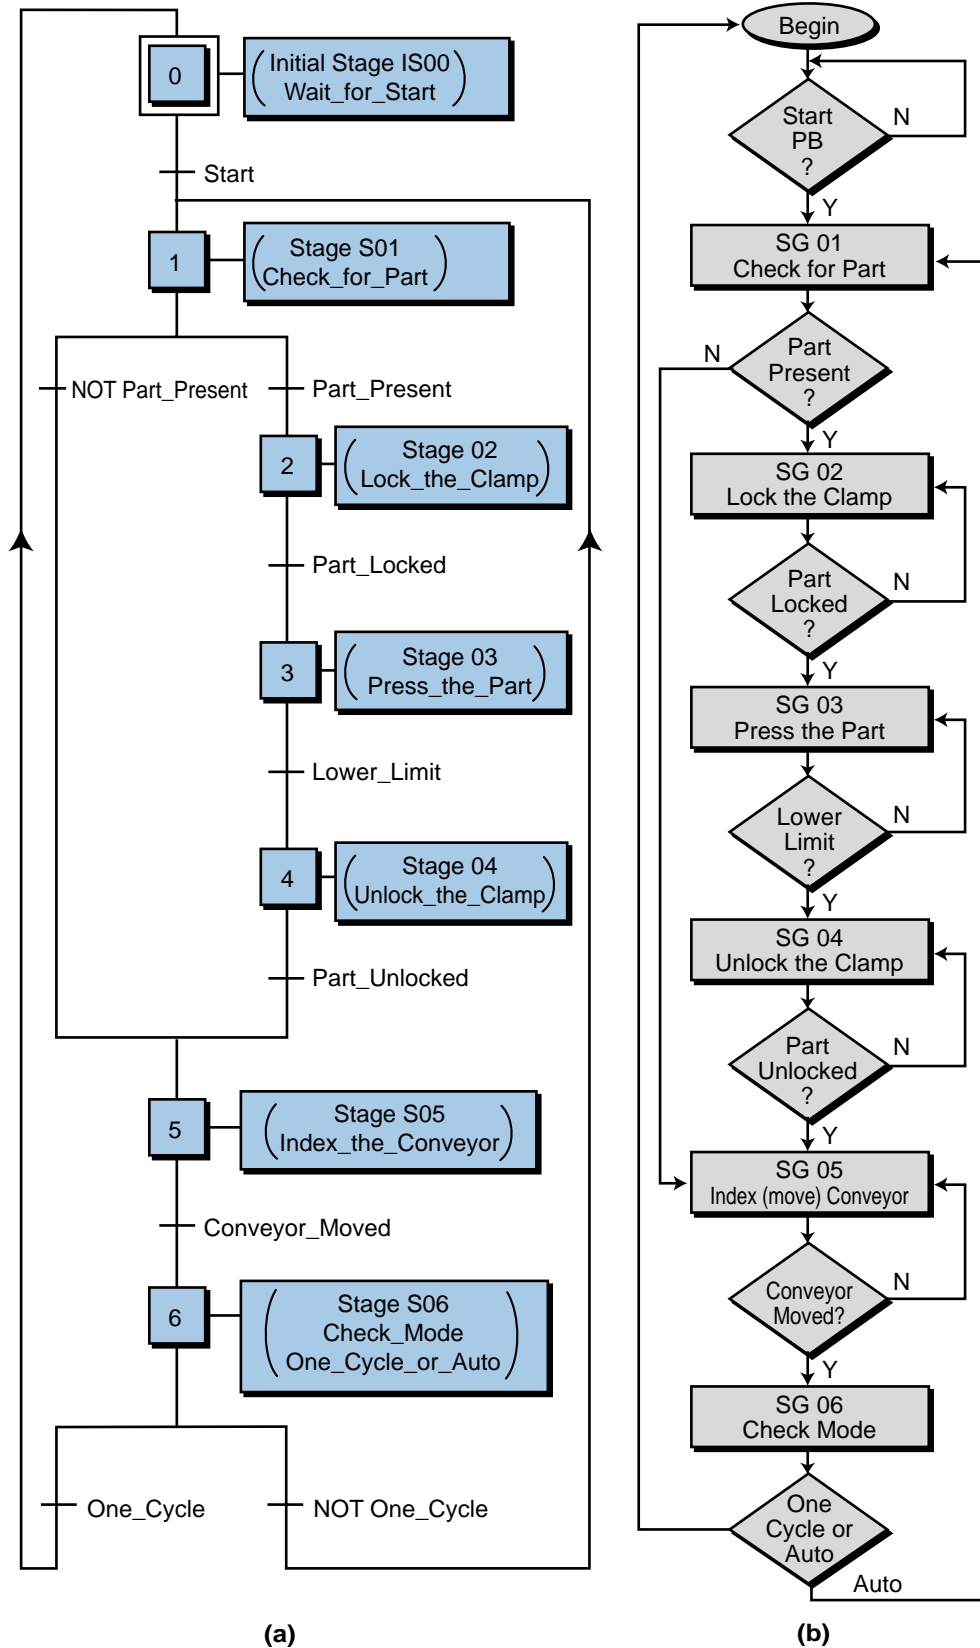 0
Initial Stage IS00
Wait_for_Start
Start
1
Stage S01
Check_for_Part
NOT Part_Present
Part_Present
2
Stage 02
Lock_the_Clamp
Part_Locked
3
Stage 03
Press_the_Part
Lower_Limit
4
Stage 04
Unlock_the_Clamp
Part_Unlocked
5
Stage S05
Index_the_Conveyor
Conveyor_Moved
6
Stage S06
Check_Mode
One_Cycle_or_Auto
One_Cycle
NOT One_Cycle
(a)
Begin
Start
PB
?
N
Y
SG 01
Check for Part
N
Part
Present
?
Y
SG 02
Lock the Clamp
Part
Locked
?
N
Y
SG 03
Press the Part
Lower
Limit
?
N
Y
SG 04
Unlock the Clamp
Part
Unlocked
?
N
Y
SG 05
Index (move) Conveyor
Conveyor
Moved?
N
Y
SG 06
Check Mode
One
Cycle or
Auto
Auto
(b)